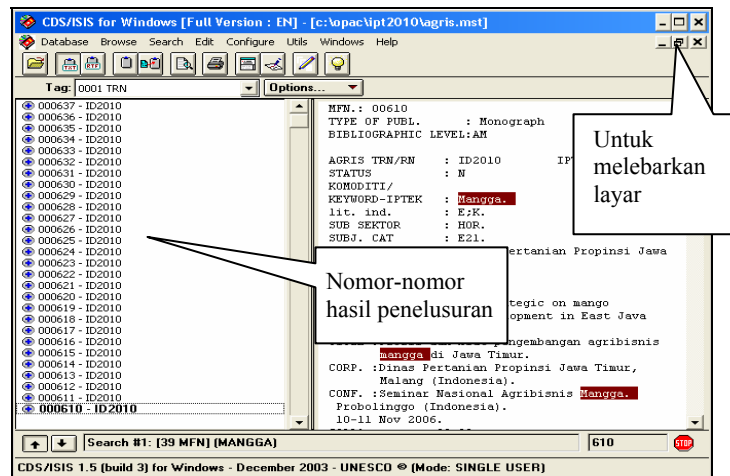 CDS/ISIS for Windows [Full Version : EN] - [c:\opac\ipt2010\agris.mst]
Database Browse Search Edit Configure Utils Windows Help
Tag: 0001 TRN Options...
000637 - ID2010
000636 - ID2010
000635 - ID2010
000634 - ID2010
000633 - ID2010
000632 - ID2010
000631 - ID2010
000630 - ID2010
000629 - ID2010
000628 - ID2010
000627 - ID2010
000626 - ID2010
000625 - ID2010
000624 - ID2010
000623 - ID2010
000622 - ID2010
000621 - ID2010
000620 - ID2010
000619 - ID2010
000618 - ID2010
000617 - ID2010
000616 - ID2010
000615 - ID2010
000614 - ID2010
000613 - ID2010
000612 - ID2010
000611 - ID2010
000610 - ID2010
MFN.: 00610
TYPE OF PUBL. : Monograph
BIBLIOGRAPHIC LEVEL:AM
AGRIS TRN/RN : ID2010
STATUS : N
KOMODITI/
KEYWORD-IPTEK : Mangga.
lit. ind. : E;K.
SUB SEKTOR : HOR.
SUBJ. CAT : E21.
Propinsi Jawa
on mango
in East Java
pengembangan agribisnis
mangga di Jawa Timur.
CORP. :Dinas Pertanian Propinsi Jawa Timur,
Malang (Indonesia).
CONF. :Seminar Nasional Agribisnis Mangga.
Probolinggo (Indonesia).
10-11 Nov 2006.
Untuk
melebarkan
layar
Nomor-nomor
hasil penelusuran
Search #1: [39 MFN] (MANGGA) 610 STOP
CDS/ISIS 1.5 (build 3) for Windows - December 2003 - UNESCO © (Mode: SINGLE USER)